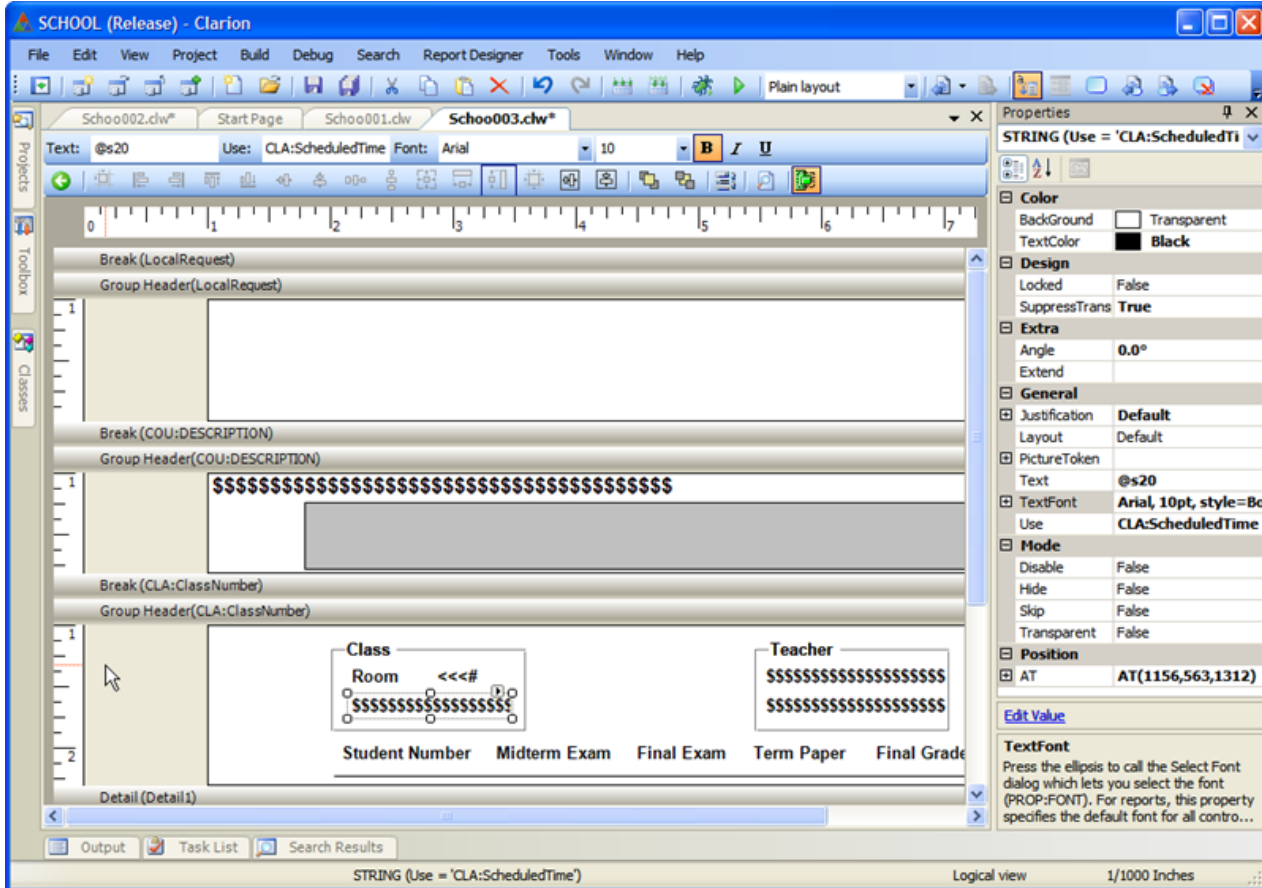 SCHOOL (Release) - Clarion
File Edit View Project Build Debug Search Report Designer Tools Window Help
Plain layout
Schoo002.clw* Start Page Schoo001.clw Schoo003.clw*
Text: @s20 Use: CLA:ScheduledTime Font: Arial 10 B I U
0 1 2 3 4 5 6 7
Projects
Toolbox
Classes
Break (LocalRequest)
Group Header(LocalRequest)
1
Break (COU:DESCRIPTION)
Group Header(COU:DESCRIPTION)
1
$$$$$$$$$$$$$$$$$$$$$$$$$$$$$$$$$$$$$$$$
Break (CLA:ClassNumber)
Group Header(CLA:ClassNumber)
1
Class Teacher
Room <<<# $$$$$$$$$$$$$$$$$$$$
$$$$$$$$$$$$$$$$$$ $$$$$$$$$$$$$$$$$$$$
Student Number Midterm Exam Final Exam Term Paper Final Grade
2
Detail (Detail1)
Output Task List Search Results
STRING (Use = 'CLA:ScheduledTime') Logical view 1/1000 Inches
Properties
STRING (Use = 'CLA:ScheduledTi
Color
BackGround Transparent
TextColor Black
Design
Locked False
SuppressTrans True
Extra
Angle 0.0°
Extend
General
Justification Default
Layout Default
PictureToken
Text @s20
TextFont Arial, 10pt, style=Bo
Use CLA:ScheduledTime
Mode
Disable False
Hide False
Skip False
Transparent False
Position
AT AT(1156,563,1312)
Edit Value
TextFont
Press the ellipsis to call the Select Font
dialog which lets you select the font
(PROP:FONT). For reports, this property
specifies the default font for all contro...